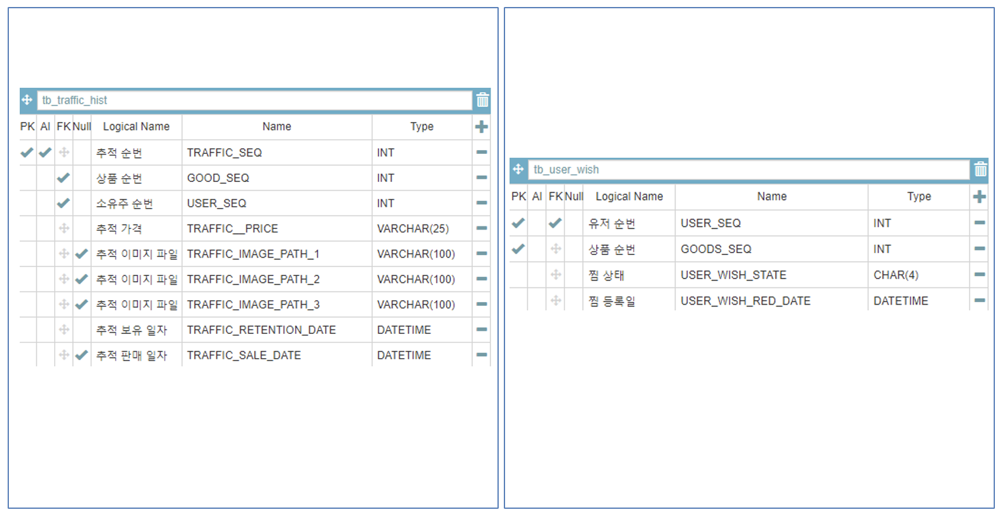 tb_traffic_hist
PK AI FK Null Logical Name Name Type
추적 순번 TRAFFIC_SEQ INT
상품 순번 GOOD_SEQ INT
소유주 순번 USER_SEQ INT
추적 가격 TRAFFIC__PRICE VARCHAR(25)
추적 이미지 파일 TRAFFIC_IMAGE_PATH_1 VARCHAR(100)
추적 이미지 파일 TRAFFIC_IMAGE_PATH_2 VARCHAR(100)
추적 이미지 파일 TRAFFIC_IMAGE_PATH_3 VARCHAR(100)
추적 보유 일자 TRAFFIC_RETENTION_DATE DATETIME
추적 판매 일자 TRAFFIC_SALE_DATE DATETIME
tb_user_wish
PK AI FK Null Logical Name Name Type
유저 순번 USER_SEQ INT
상품 순번 GOODS_SEQ INT
찜 상태 USER_WISH_STATE CHAR(4)
찜 등록일 USER_WISH_RED_DATE DATETIME